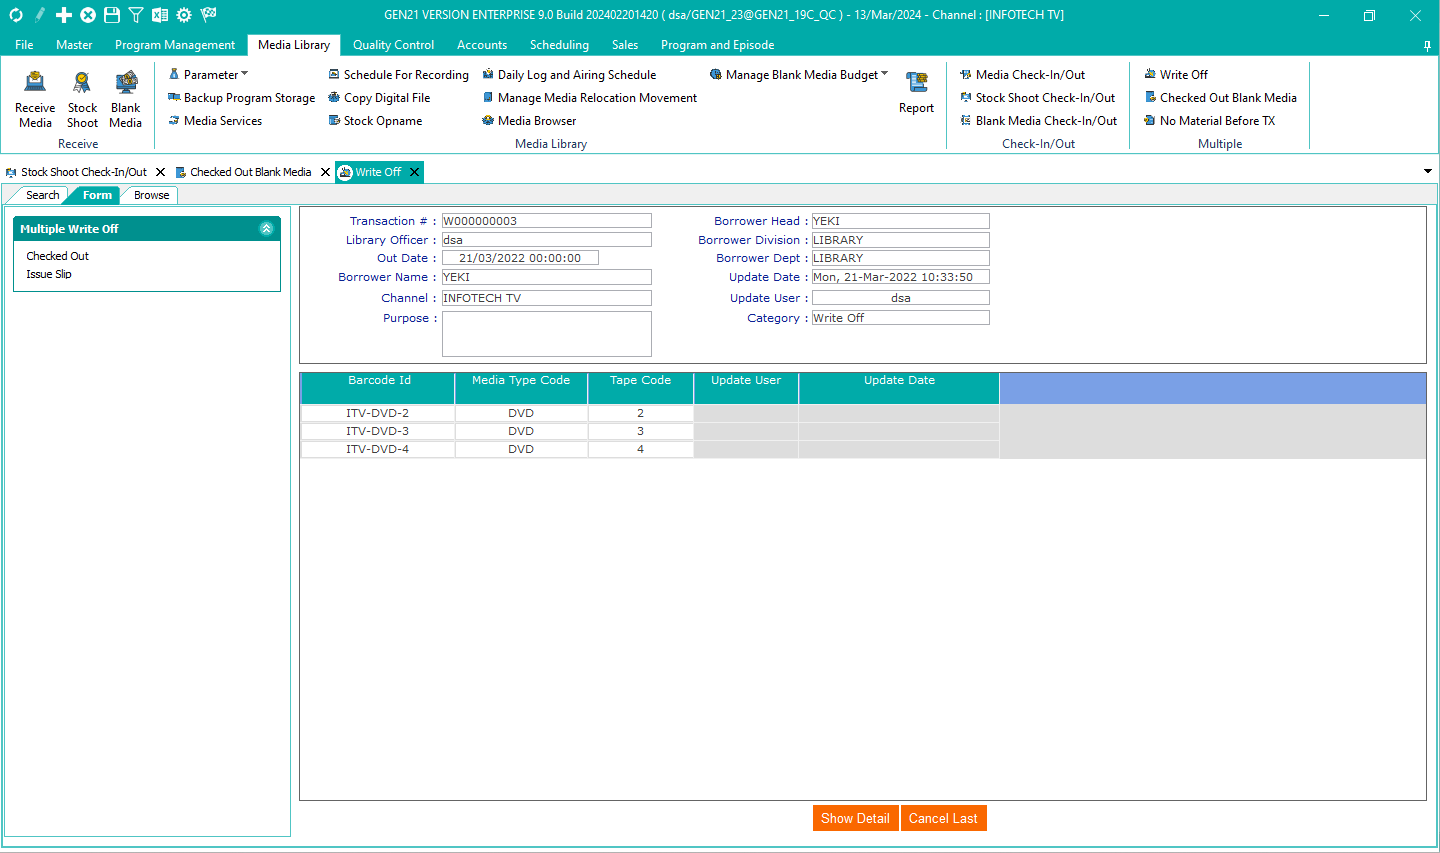 GEN21 VERSION ENTERPRISE 9.0 Build 202402201420 ( dsa/GEN21_23@GEN21_19C_QC ) - 13/Mar/2024 - Channel : [INFOTECH TV]
File Master Program Management Media Library Quality Control Accounts Scheduling Sales Program and Episode
Receive Media
Stock Shoot
Blank Media
Receive
Parameter
Backup Program Storage
Media Services
Schedule For Recording
Copy Digital File
Stock Opname
Daily Log and Airing Schedule
Manage Media Relocation Movement
Media Browser
Manage Blank Media Budget
Report
Media Library
Media Check-In/Out
Stock Shoot Check-In/Out
Blank Media Check-In/Out
Check-In/Out
Write Off
Checked Out Blank Media
No Material Before TX
Multiple
Stock Shoot Check-In/Out Checked Out Blank Media Write Off
Search Form Browse
Multiple Write Off
Checked Out
Issue Slip
Transaction # : W000000003
Library Officer : dsa
Out Date : 21/03/2022 00:00:00
Borrower Name : YEKI
Channel : INFOTECH TV
Purpose :
Borrower Head : YEKI
Borrower Division : LIBRARY
Borrower Dept : LIBRARY
Update Date : Mon, 21-Mar-2022 10:33:50
Update User : dsa
Category : Write Off
Barcode Id Media Type Code Tape Code Update User Update Date
ITV-DVD-2 DVD 2
ITV-DVD-3 DVD 3
ITV-DVD-4 DVD 4
Show Detail Cancel Last